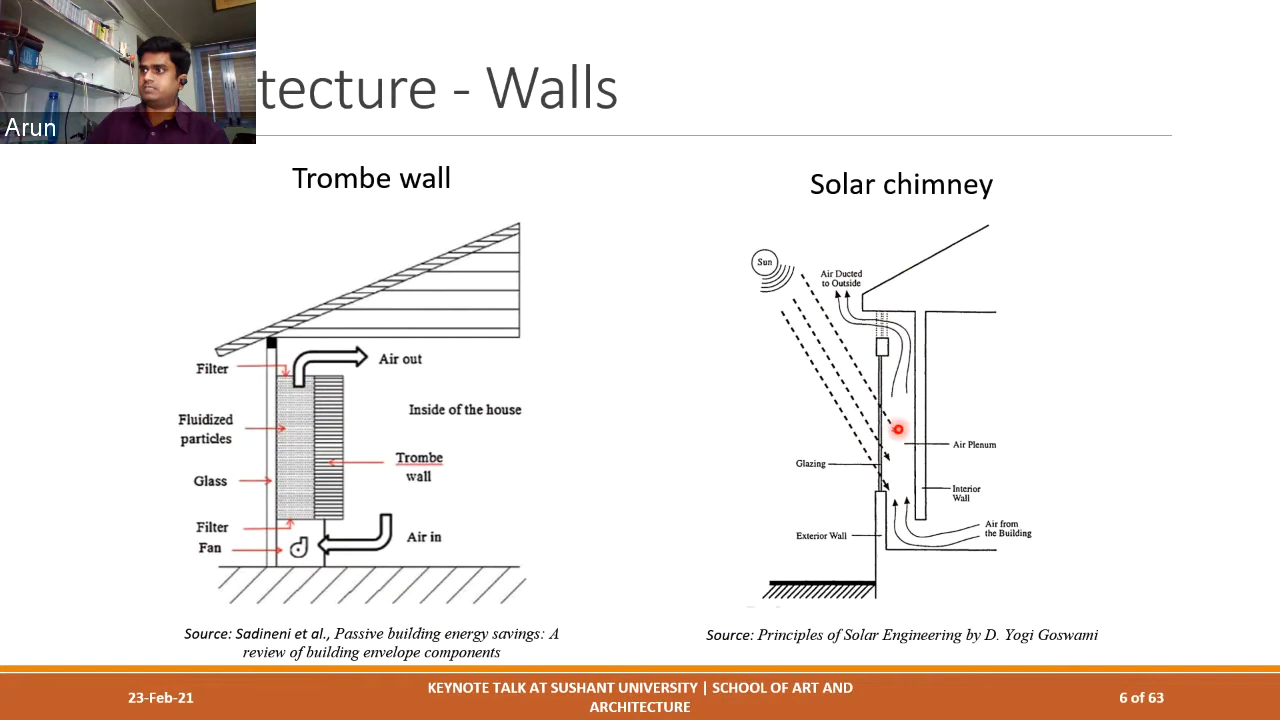 Arun
tecture - Walls
Trombe wall
Filter
Air out
Inside of the house
Fluidized
particles
Trombe
wall
Glass
Filter
Air in
Fan
Source: Sadineni et al., Passive building energy savings: A
review of building envelope components
Solar chimney
Sun
Air Ducted
to Outside
Air Plenum
Glazing
Interior
Wall
Air from
the Building
Exterior Wall
Source: Principles of Solar Engineering by D. Yogi Goswami
23-Feb-21
KEYNOTE TALK AT SUSHANT UNIVERSITY | SCHOOL OF ART AND
ARCHITECTURE
6 of 63